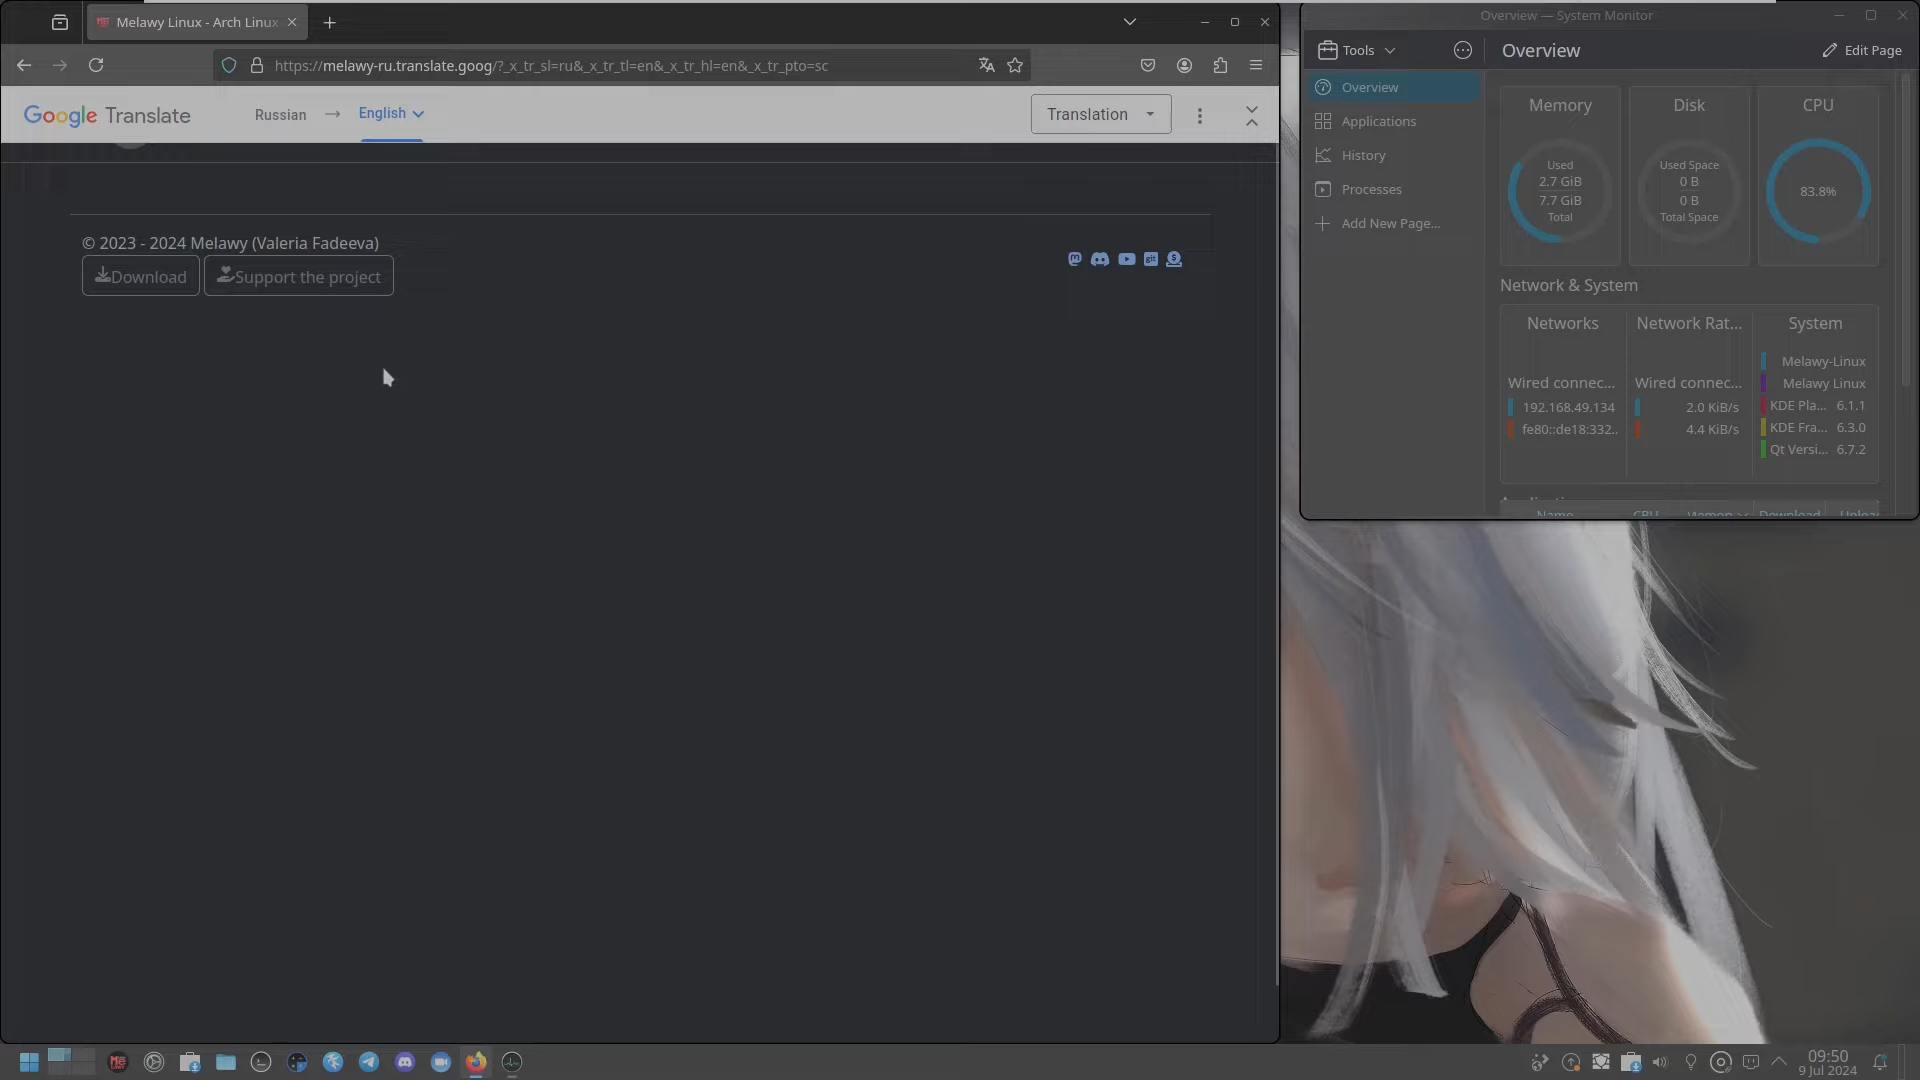 Melawy Linux - Arch Linux
Overview — System Monitor
https://melawy-ru.translate.goog/?_x_tr_sl=ru&_x_tr_tl=en&_x_tr_hl=en&_x_tr_pto=sc
Google Translate
Russian → English
Translation
© 2023 - 2024 Melawy (Valeria Fadeeva)
Download
Support the project
Tools
Overview
Edit Page
Overview
Applications
History
Processes
Add New Page...
Memory
Used
2.7 GiB
7.7 GiB
Total
Disk
Used Space
0 B
0 B
Total Space
CPU
83.8%
Network & System
Networks
Wired connec...
192.168.49.134
fe80::de18:332..
Network Rat...
Wired connec...
2.0 KiB/s
4.4 KiB/s
System
Melawy-Linux
Melawy Linux
KDE Pla... 6.1.1
KDE Fra... 6.3.0
Qt Versi... 6.7.2
Name
CPU
Download
09:50
9 Jul 2024